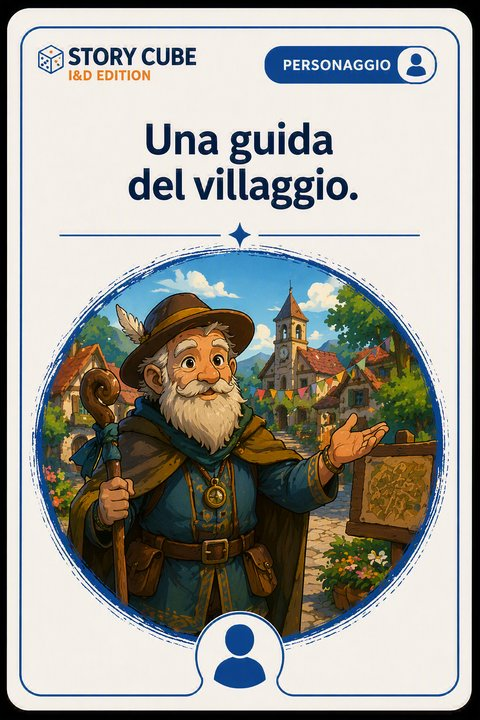 STORY CUBE
I&D EDITION
PERSONAGGIO
Una guida
del villaggio.